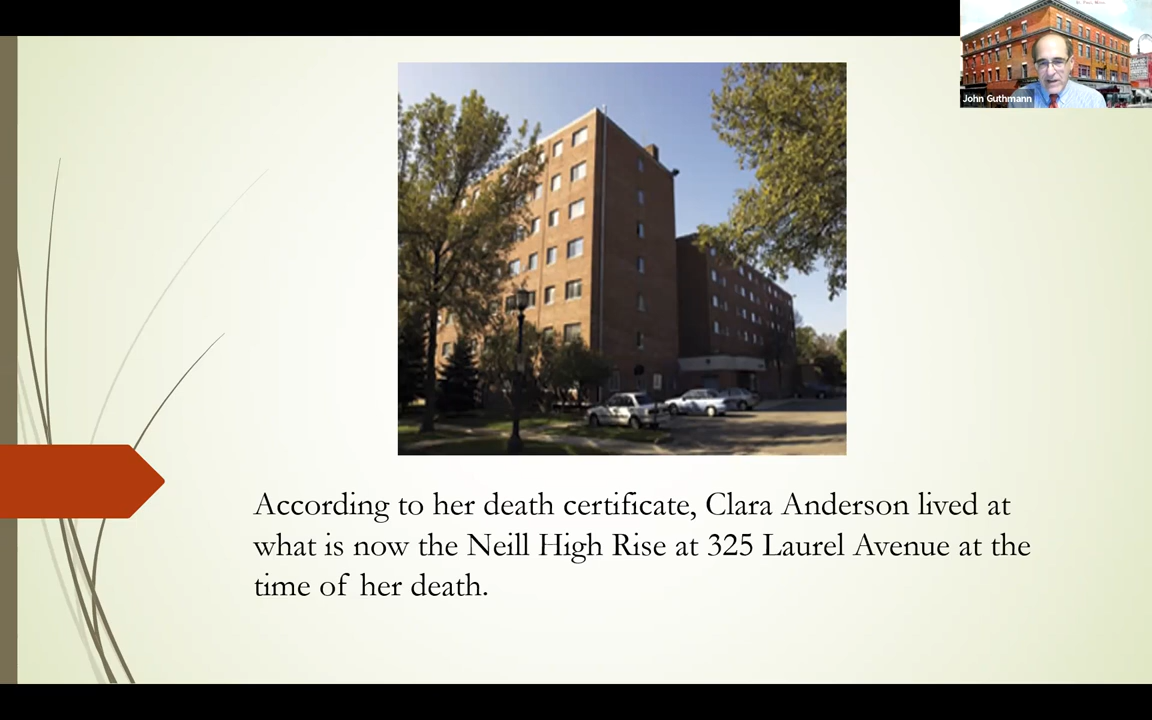 John Guthmann
According to her death certificate, Clara Anderson lived at
what is now the Neill High Rise at 325 Laurel Avenue at the
time of her death.